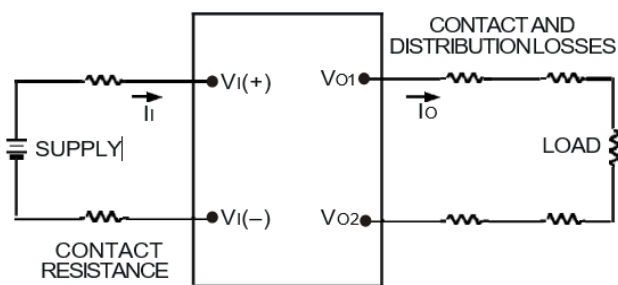 CONTACT AND
DISTRIBUTION LOSSES
VI(+)
VO1
II
IO
SUPPLY
LOAD
VI(–)
VO2
CONTACT
RESISTANCE